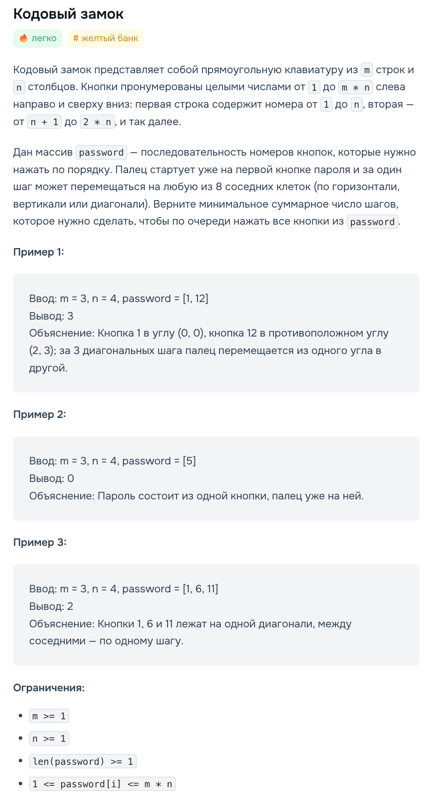 Кодовый замок
🔥 легко # желтый банк
Кодовый замок представляет собой прямоугольную клавиатуру из m строк и
n столбцов. Кнопки пронумерованы целыми числами от 1 до m * n слева
направо и сверху вниз: первая строка содержит номера от 1 до n, вторая —
от n + 1 до 2 * n, и так далее.
Дан массив password — последовательность номеров кнопок, которые нужно
нажать по порядку. Палец стартует уже на первой кнопке пароля и за один
шаг может перемещаться на любую из 8 соседних клеток (по горизонтали,
вертикали или диагонали). Верните минимальное суммарное число шагов,
которое нужно сделать, чтобы по очереди нажать все кнопки из password.
Пример 1:
Ввод: m = 3, n = 4, password = [1, 12]
Вывод: 3
Объяснение: Кнопка 1 в углу (0, 0), кнопка 12 в противоположном углу
(2, 3); за 3 диагональных шага палец перемещается из одного угла в
другой.
Пример 2:
Ввод: m = 3, n = 4, password = [5]
Вывод: 0
Объяснение: Пароль состоит из одной кнопки, палец уже на ней.
Пример 3:
Ввод: m = 3, n = 4, password = [1, 6, 11]
Вывод: 2
Объяснение: Кнопки 1, 6 и 11 лежат на одной диагонали, между
соседними — по одному шагу.
Ограничения:
• m >= 1
• n >= 1
• len(password) >= 1
• 1 <= password[i] <= m * n